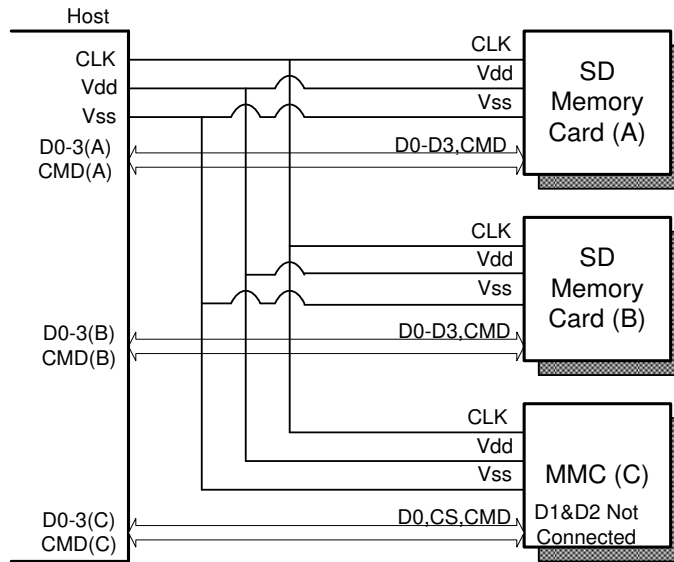 Host
CLK
Vdd
Vss
D0-3(A)
CMD(A)
CLK
Vdd
Vss
D0-D3,CMD
SD
Memory
Card (A)
D0-3(B)
CMD(B)
CLK
Vdd
Vss
D0-D3,CMD
SD
Memory
Card (B)
D0-3(C)
CMD(C)
CLK
Vdd
Vss
D0,CS,CMD
MMC (C)
D1&D2 Not
Connected